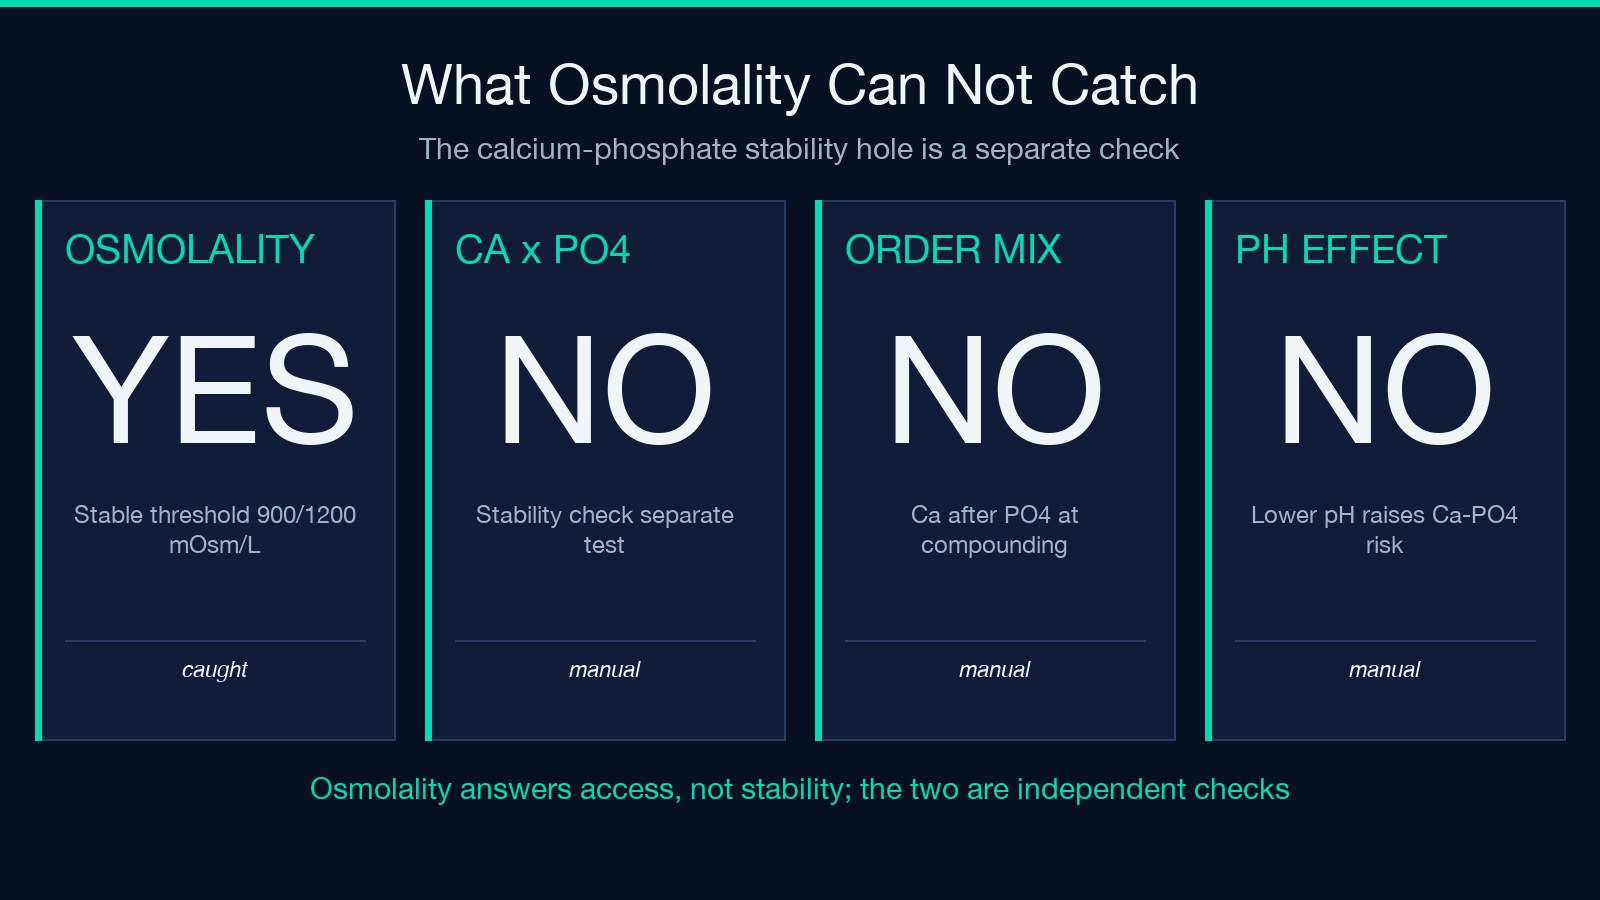 What Osmolality Can Not Catch
The calcium-phosphate stability hole is a separate check
OSMOLALITY
YES
Stable threshold 900/1200
mOsm/L
caught
CA x PO4
NO
Stability check separate
test
manual
ORDER MIX
NO
Ca after PO4 at
compounding
manual
PH EFFECT
NO
Lower pH raises Ca-PO4
risk
manual
Osmolality answers access, not stability; the two are independent checks